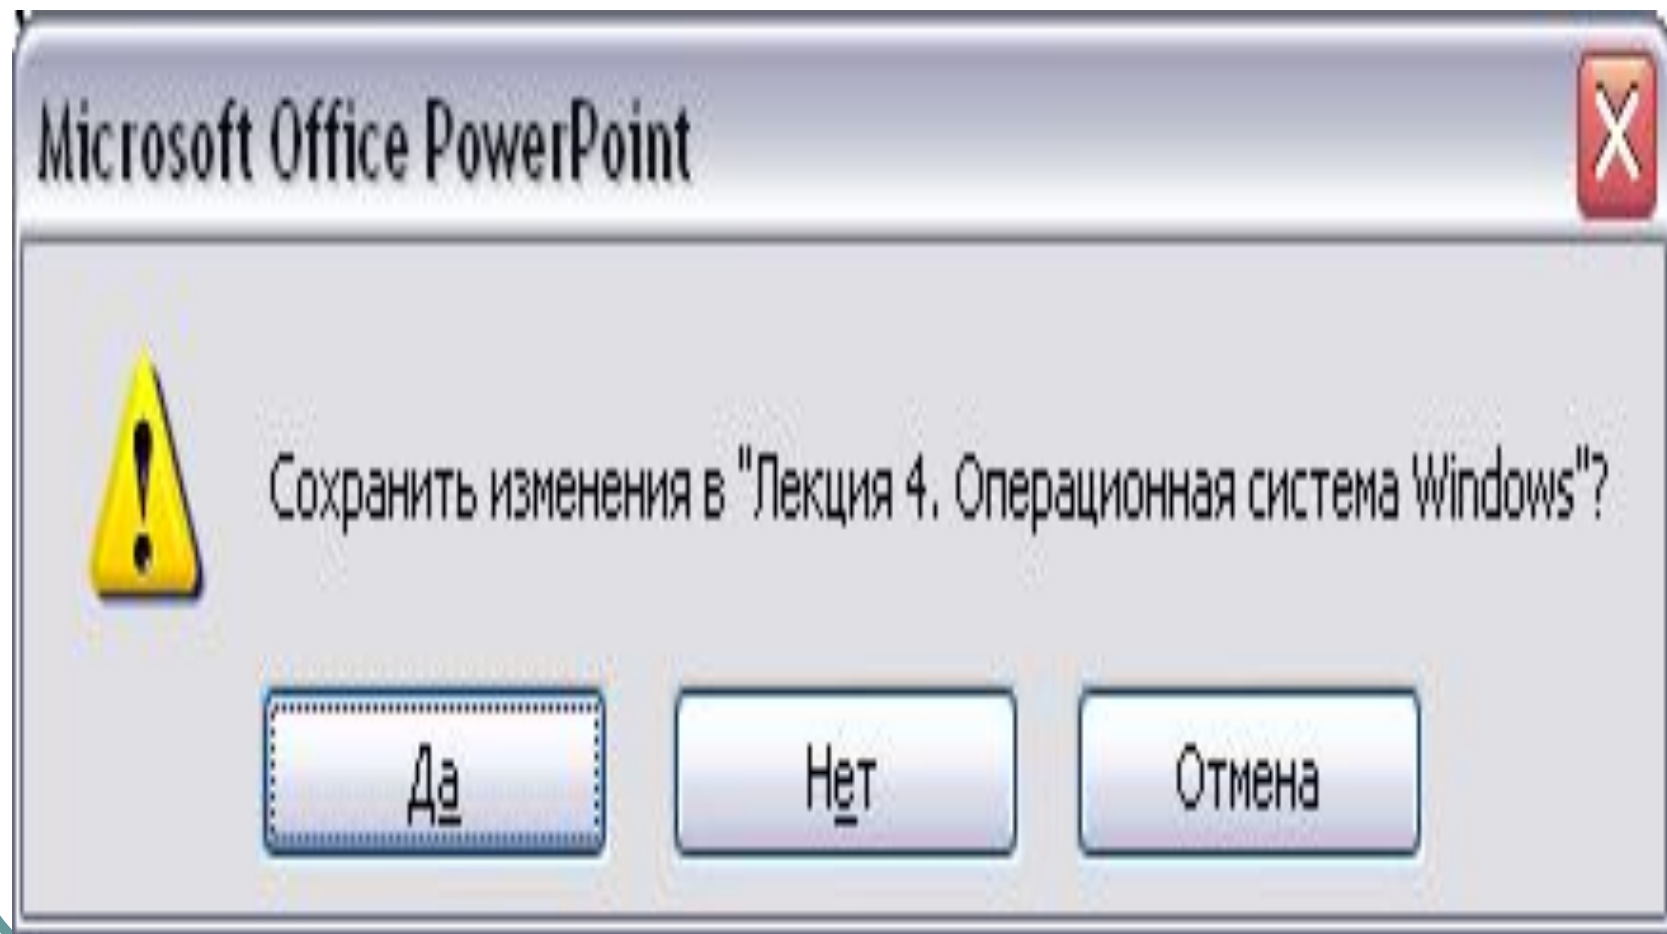 Microsoft Office PowerPoint
Сохранить изменения в "Лекция 4. Операционная система Windows"?
Да
Нет
Отмена